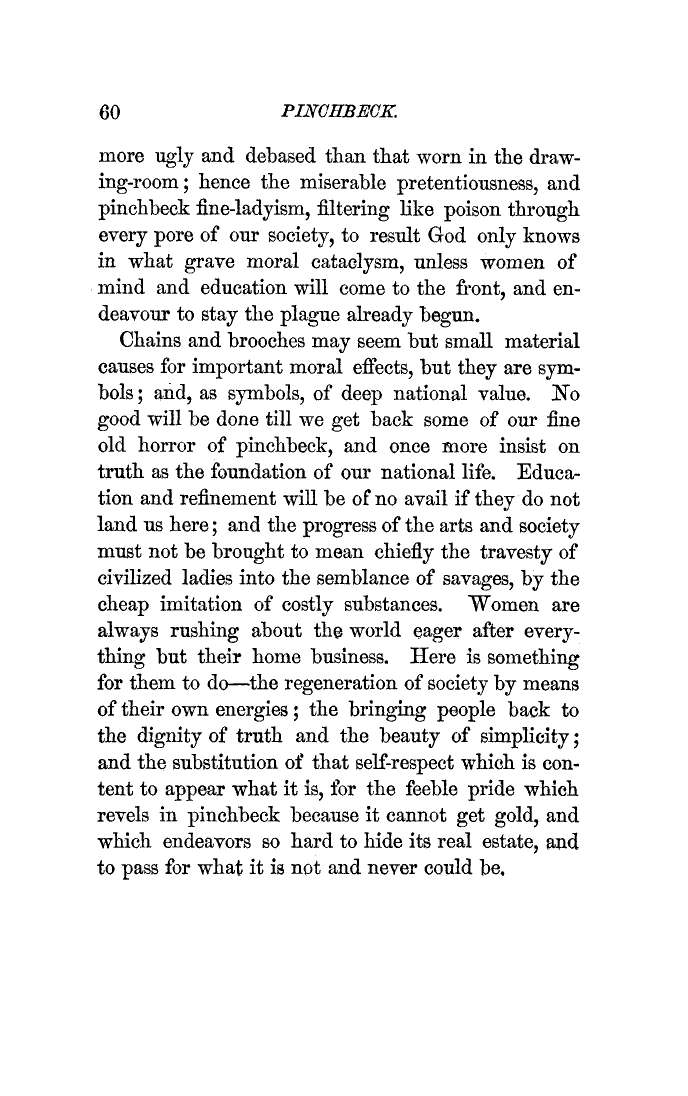 60 PINCHBECK.
more ugly and debased than that worn in the draw-
ing-room; hence the miserable pretentiousness, and
pinchbeck fine-ladyism, filtering like poison through
every pore of our society, to result God only knows
in what grave moral cataclysm, unless women of
mind and education will come to the front, and en-
deavour to stay the plague already begun.
Chains and brooches may seem but small material
causes for important moral effects, but they are sym-
bols; and, as symbols, of deep national value. No
good will be done till we get back some of our fine
old horror of pinchbeck, and once more insist on
truth as the foundation of our national life. Educa-
tion and refinement will be of no avail if they do not
land us here; and the progress of the arts and society
must not be brought to mean chiefly the travesty of
civilized ladies into the semblance of savages, by the
cheap imitation of costly substances. Women are
always rushing about the world eager after every-
thing but their home business. Here is something
for them to do—the regeneration of society by means
of their own energies; the bringing people back to
the dignity of truth and the beauty of simplicity;
and the substitution of that self-respect which is con-
tent to appear what it is, for the feeble pride which
revels in pinchbeck because it cannot get gold, and
which endeavors so hard to hide its real estate, and
to pass for what it is not and never could be.